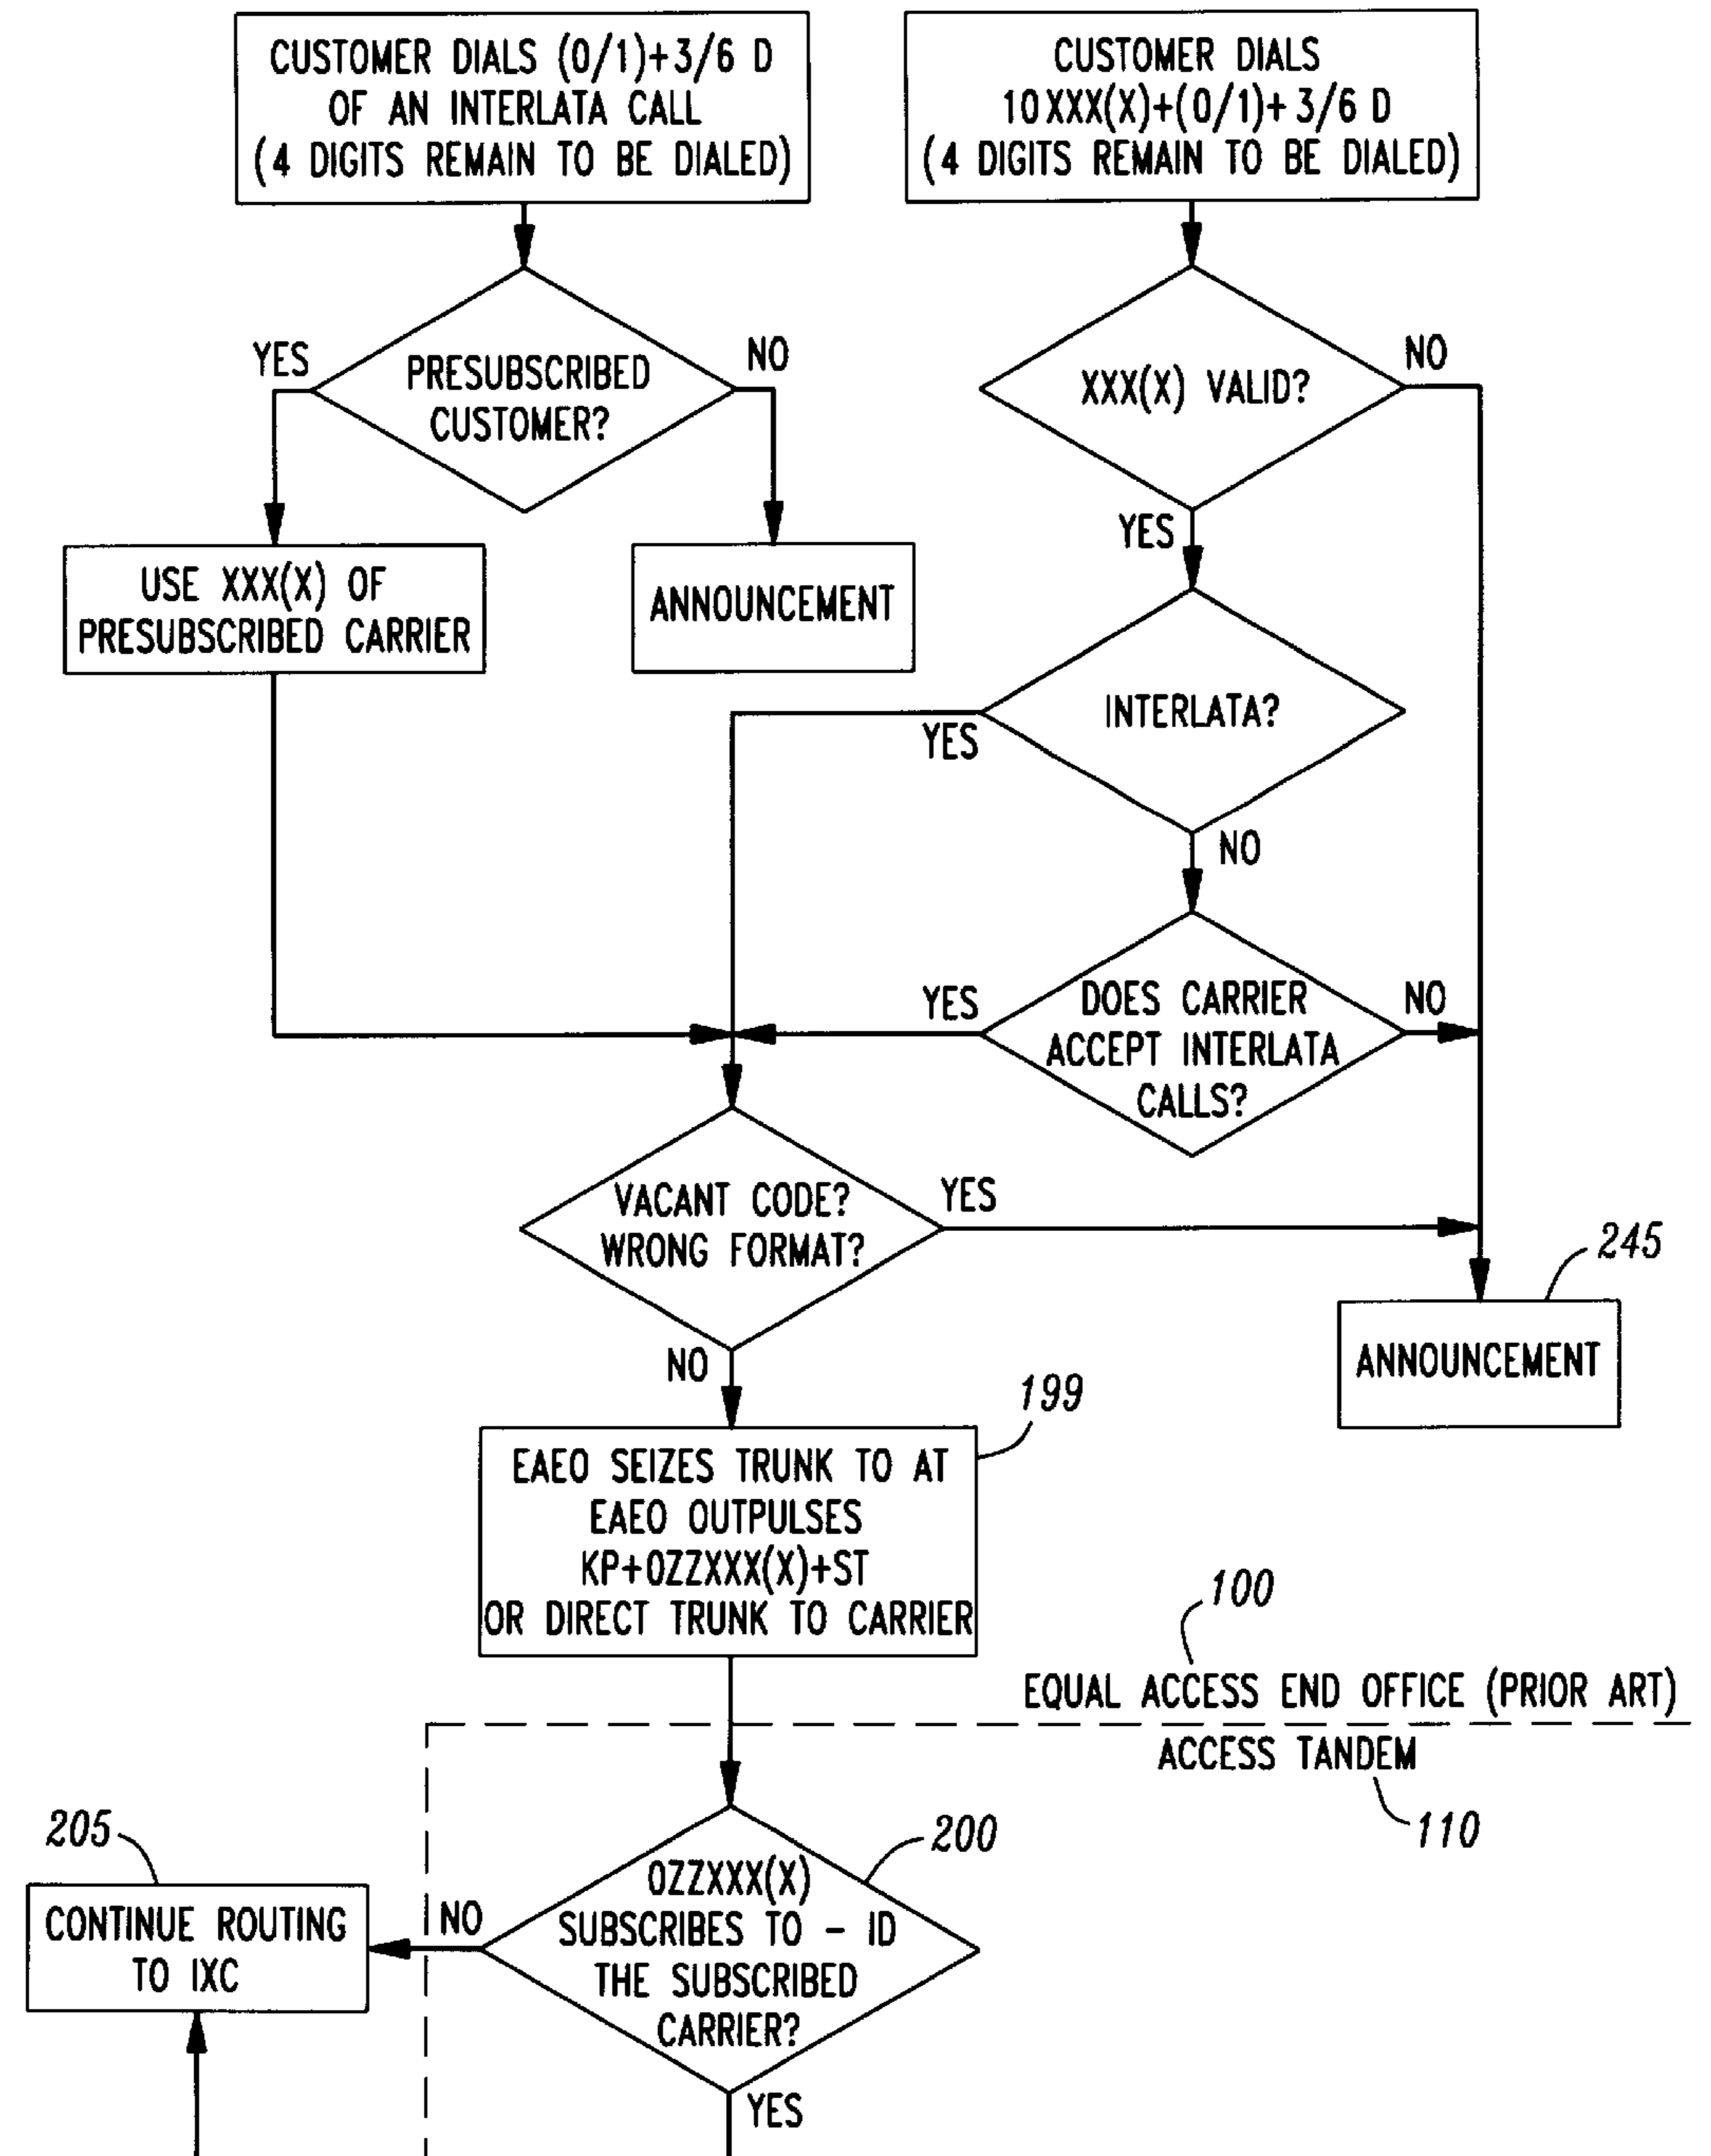 CUSTOMER DIALS (0/1)+3/6 D
OF AN INTERLATA CALL
(4 DIGITS REMAIN TO BE DIALED)
CUSTOMER DIALS
10XXX(X)+(0/1)+3/6 D
(4 DIGITS REMAIN TO BE DIALED)
YES
PRESUBSCRIBED
CUSTOMER?
NO
XXX(X) VALID?
NO
YES
USE XXX(X) OF
PRESUBSCRIBED CARRIER
ANNOUNCEMENT
INTERLATA?
YES
NO
YES
DOES CARRIER
ACCEPT INTERLATA
CALLS?
NO
VACANT CODE?
WRONG FORMAT?
YES
NO
245
ANNOUNCEMENT
199
EAEO SEIZES TRUNK TO AT
EAEO OUTPULSES
KP+0ZZXXX(X)+ST
OR DIRECT TRUNK TO CARRIER
100
EQUAL ACCESS END OFFICE (PRIOR ART)
ACCESS TANDEM
110
205
CONTINUE ROUTING
TO IXC
NO
200
0ZZXXX(X)
SUBSCRIBES TO - ID
THE SUBSCRIBED
CARRIER?
YES